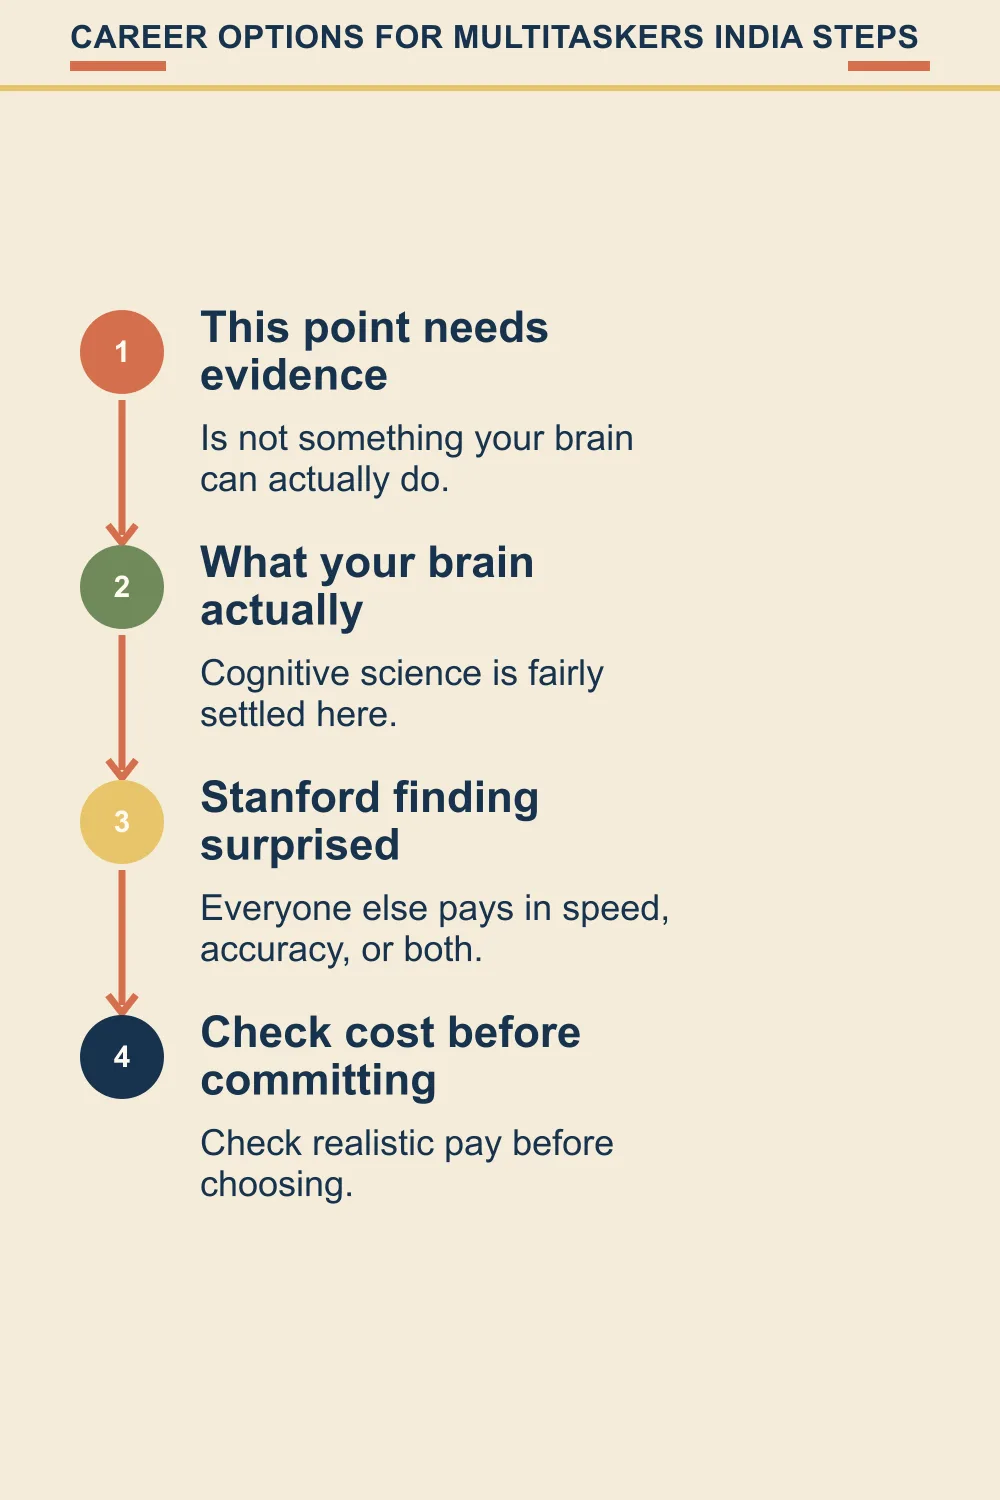 CAREER OPTIONS FOR MULTITASKERS INDIA STEPS
1
This point needs
evidence
Is not something your brain
can actually do.
2
What your brain
actually
Cognitive science is fairly
settled here.
3
Stanford finding
surprised
Everyone else pays in speed,
accuracy, or both.
4
Check cost before
committing
Check realistic pay before
choosing.